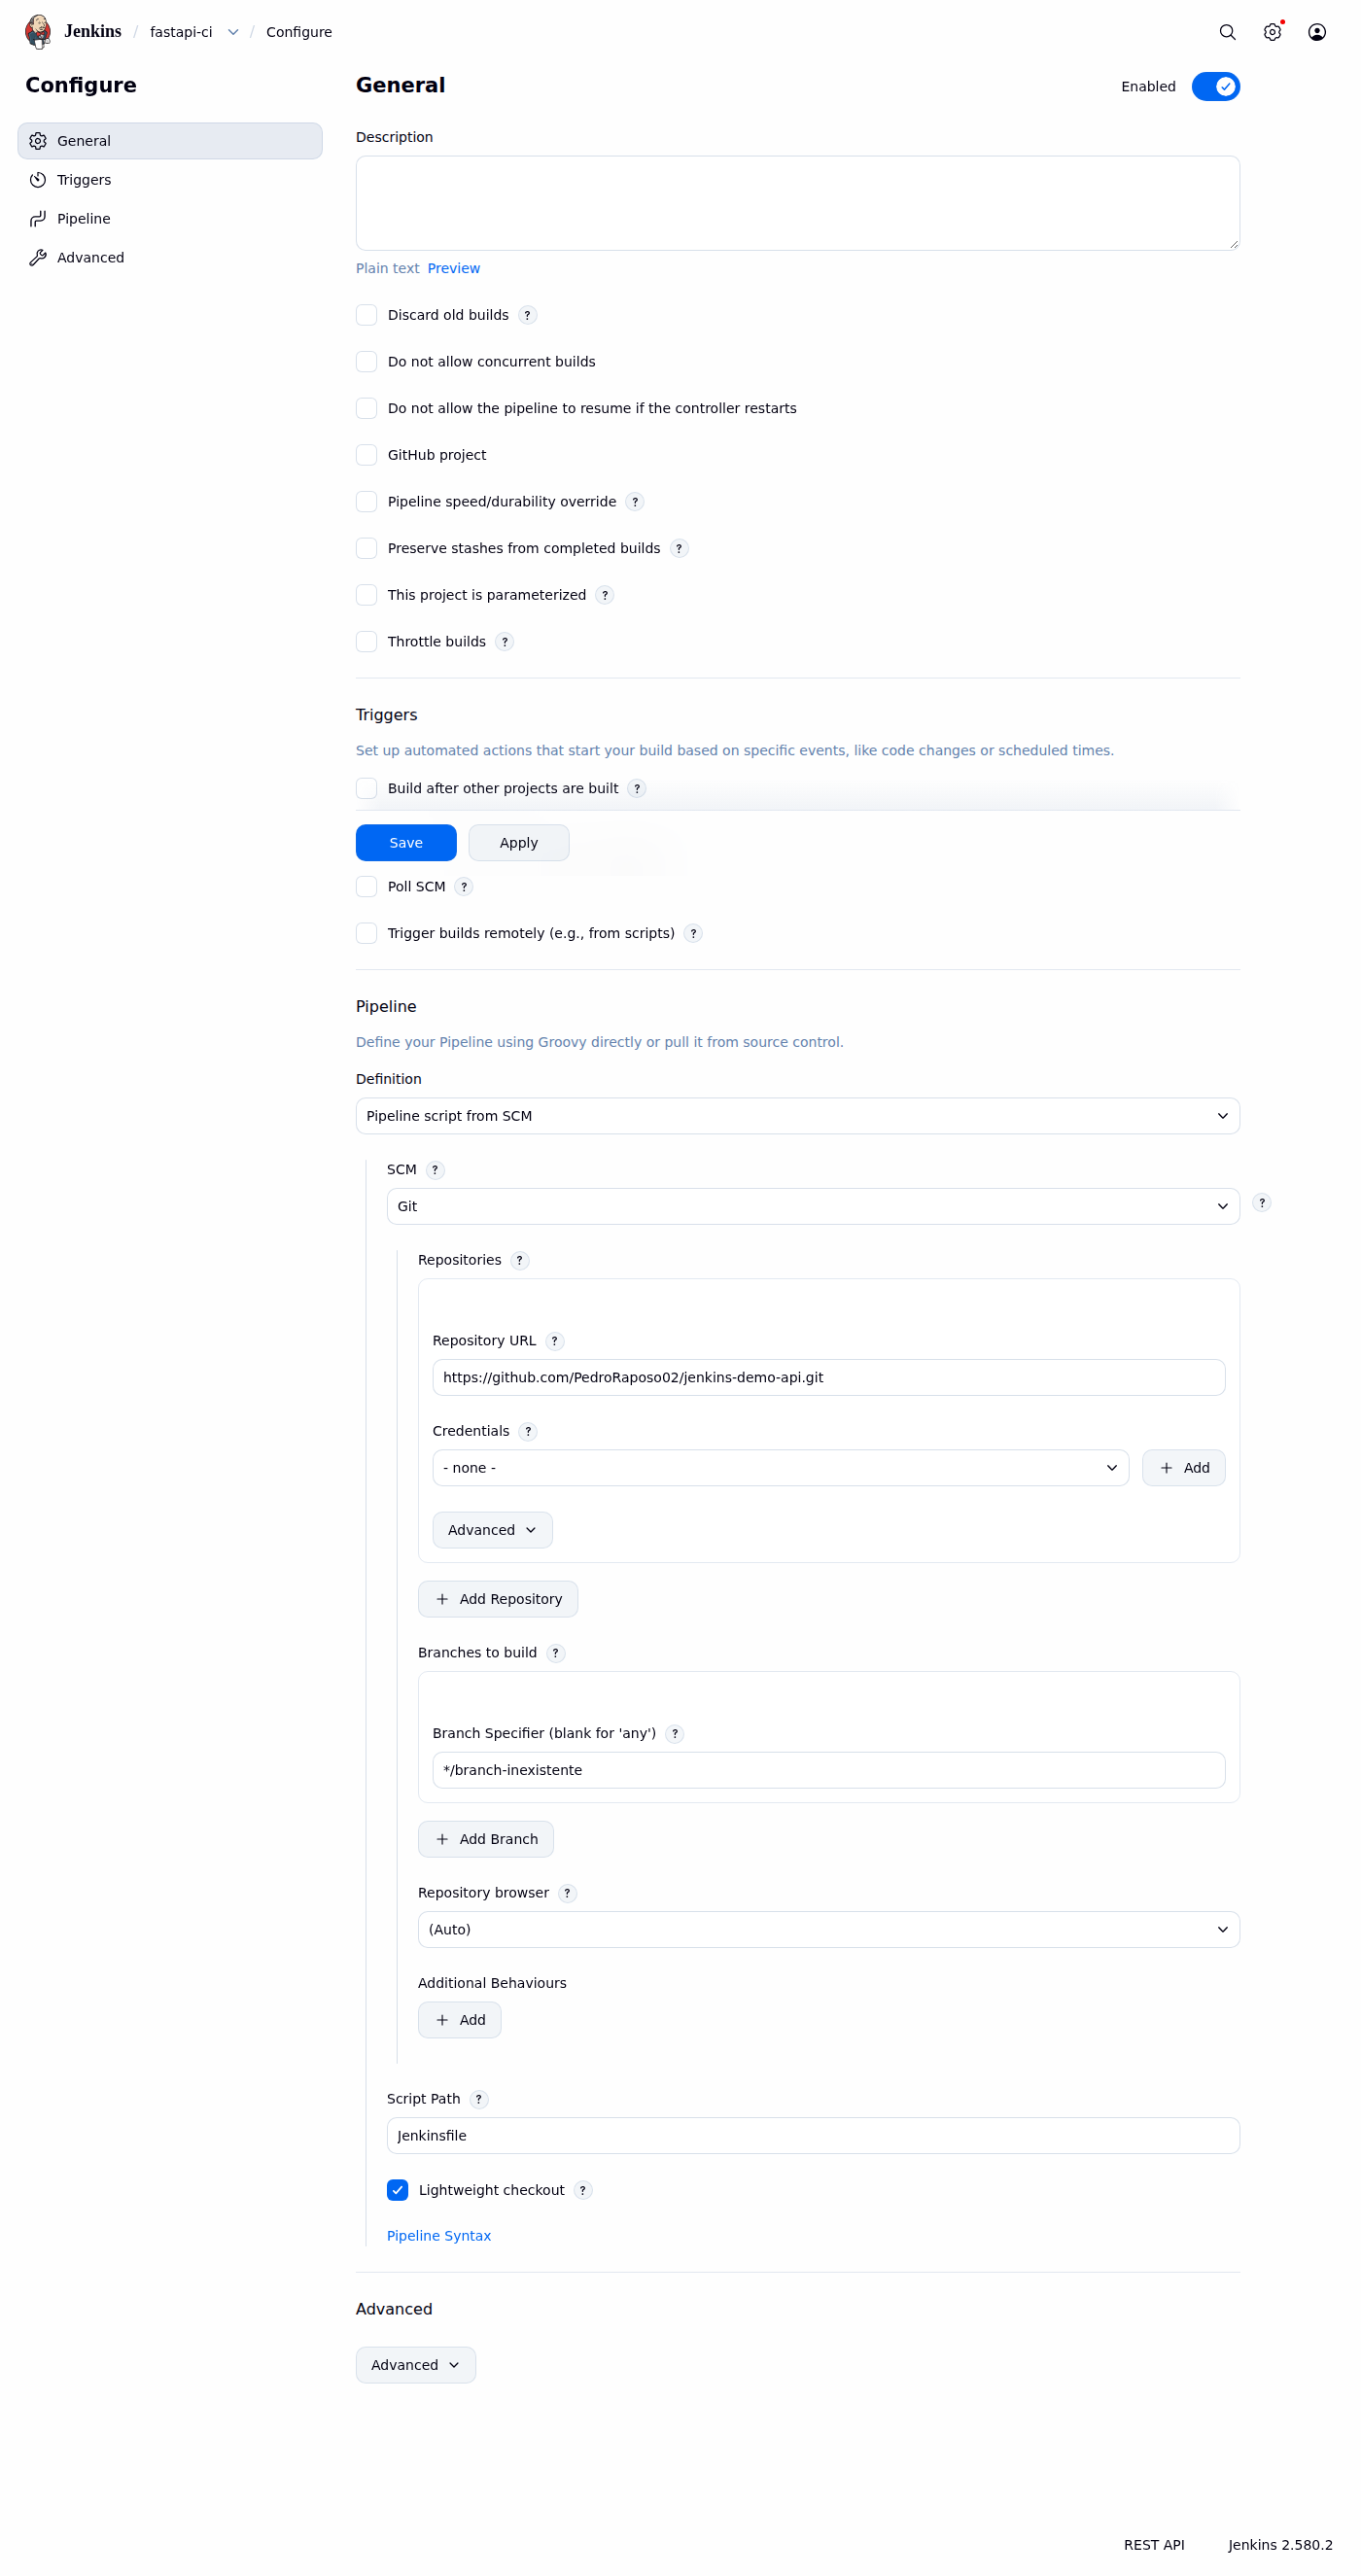 Jenkins / fastapi-ci / Configure
Configure
General
Triggers
Pipeline
Advanced
General
Enabled
Description
Plain text Preview
Discard old builds ?
Do not allow concurrent builds
Do not allow the pipeline to resume if the controller restarts
GitHub project
Pipeline speed/durability override ?
Preserve stashes from completed builds ?
This project is parameterized ?
Throttle builds ?
Triggers
Set up automated actions that start your build based on specific events, like code changes or scheduled times.
Build after other projects are built ?
Save Apply
Poll SCM ?
Trigger builds remotely (e.g., from scripts) ?
Pipeline
Define your Pipeline using Groovy directly or pull it from source control.
Definition
Pipeline script from SCM
SCM ?
Git ?
Repositories ?
Repository URL ?
https://github.com/PedroRaposo02/jenkins-demo-api.git
Credentials ?
- none - + Add
Advanced
+ Add Repository
Branches to build ?
Branch Specifier (blank for 'any') ?
*/branch-inexistente
+ Add Branch
Repository browser ?
(Auto)
Additional Behaviours
+ Add
Script Path ?
Jenkinsfile
Lightweight checkout ?
Pipeline Syntax
Advanced
Advanced
REST API Jenkins 2.580.2